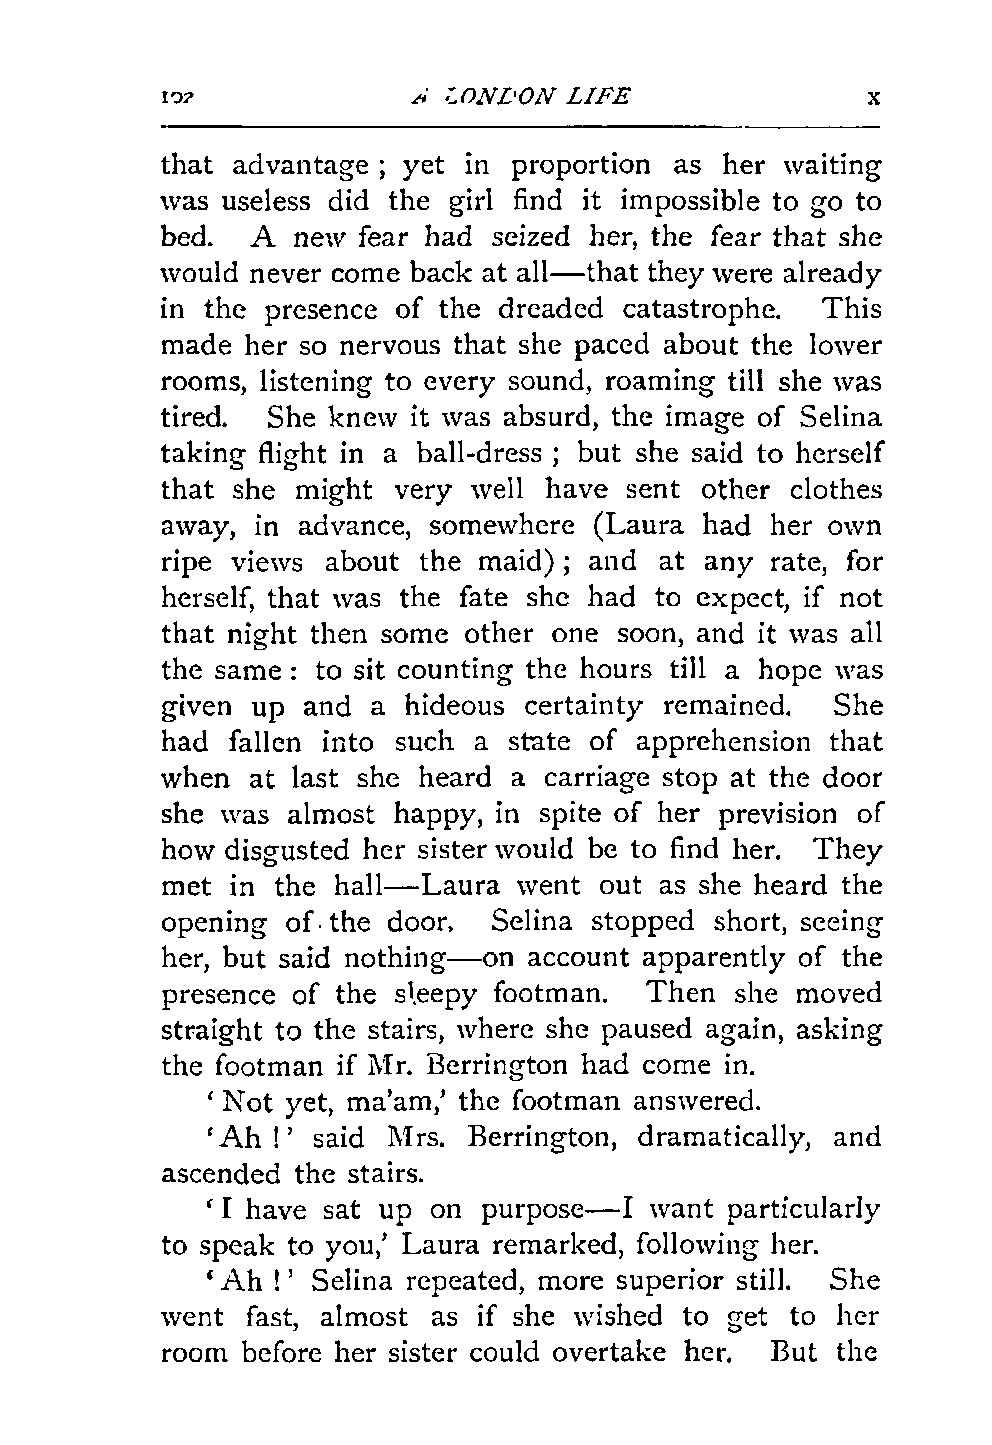 102 A LONDON LIFE X
that advantage ; yet in proportion as her waiting
was useless did the girl find it impossible to go to
bed. A new fear had seized her, the fear that she
would never come back at all—that they were already
in the presence of the dreaded catastrophe. This
made her so nervous that she paced about the lower
rooms, listening to every sound, roaming till she was
tired. She knew it was absurd, the image of Selina
taking flight in a ball-dress ; but she said to herself
that she might very well have sent other clothes
away, in advance, somewhere (Laura had her own
ripe views about the maid) ; and at any rate, for
herself, that was the fate she had to expect, if not
that night then some other one soon, and it was all
the same : to sit counting the hours till a hope was
given up and a hideous certainty remained. She
had fallen into such a state of apprehension that
when at last she heard a carriage stop at the door
she was almost happy, in spite of her prevision of
how disgusted her sister would be to find her. They
met in the hall—Laura went out as she heard the
opening of the door. Selina stopped short, seeing
her, but said nothing—on account apparently of the
presence of the sleepy footman. Then she moved
straight to the stairs, where she paused again, asking
the footman if Mr. Berrington had come in.
‘ Not yet, ma’am,’ the footman answered.
‘ Ah ! ’ said Mrs. Berrington, dramatically, and
ascended the stairs.
‘ I have sat up on purpose—I want particularly
to speak to you,’ Laura remarked, following her.
‘ Ah ! ’ Selina repeated, more superior still. She
went fast, almost as if she wished to get to her
room before her sister could overtake her. But the